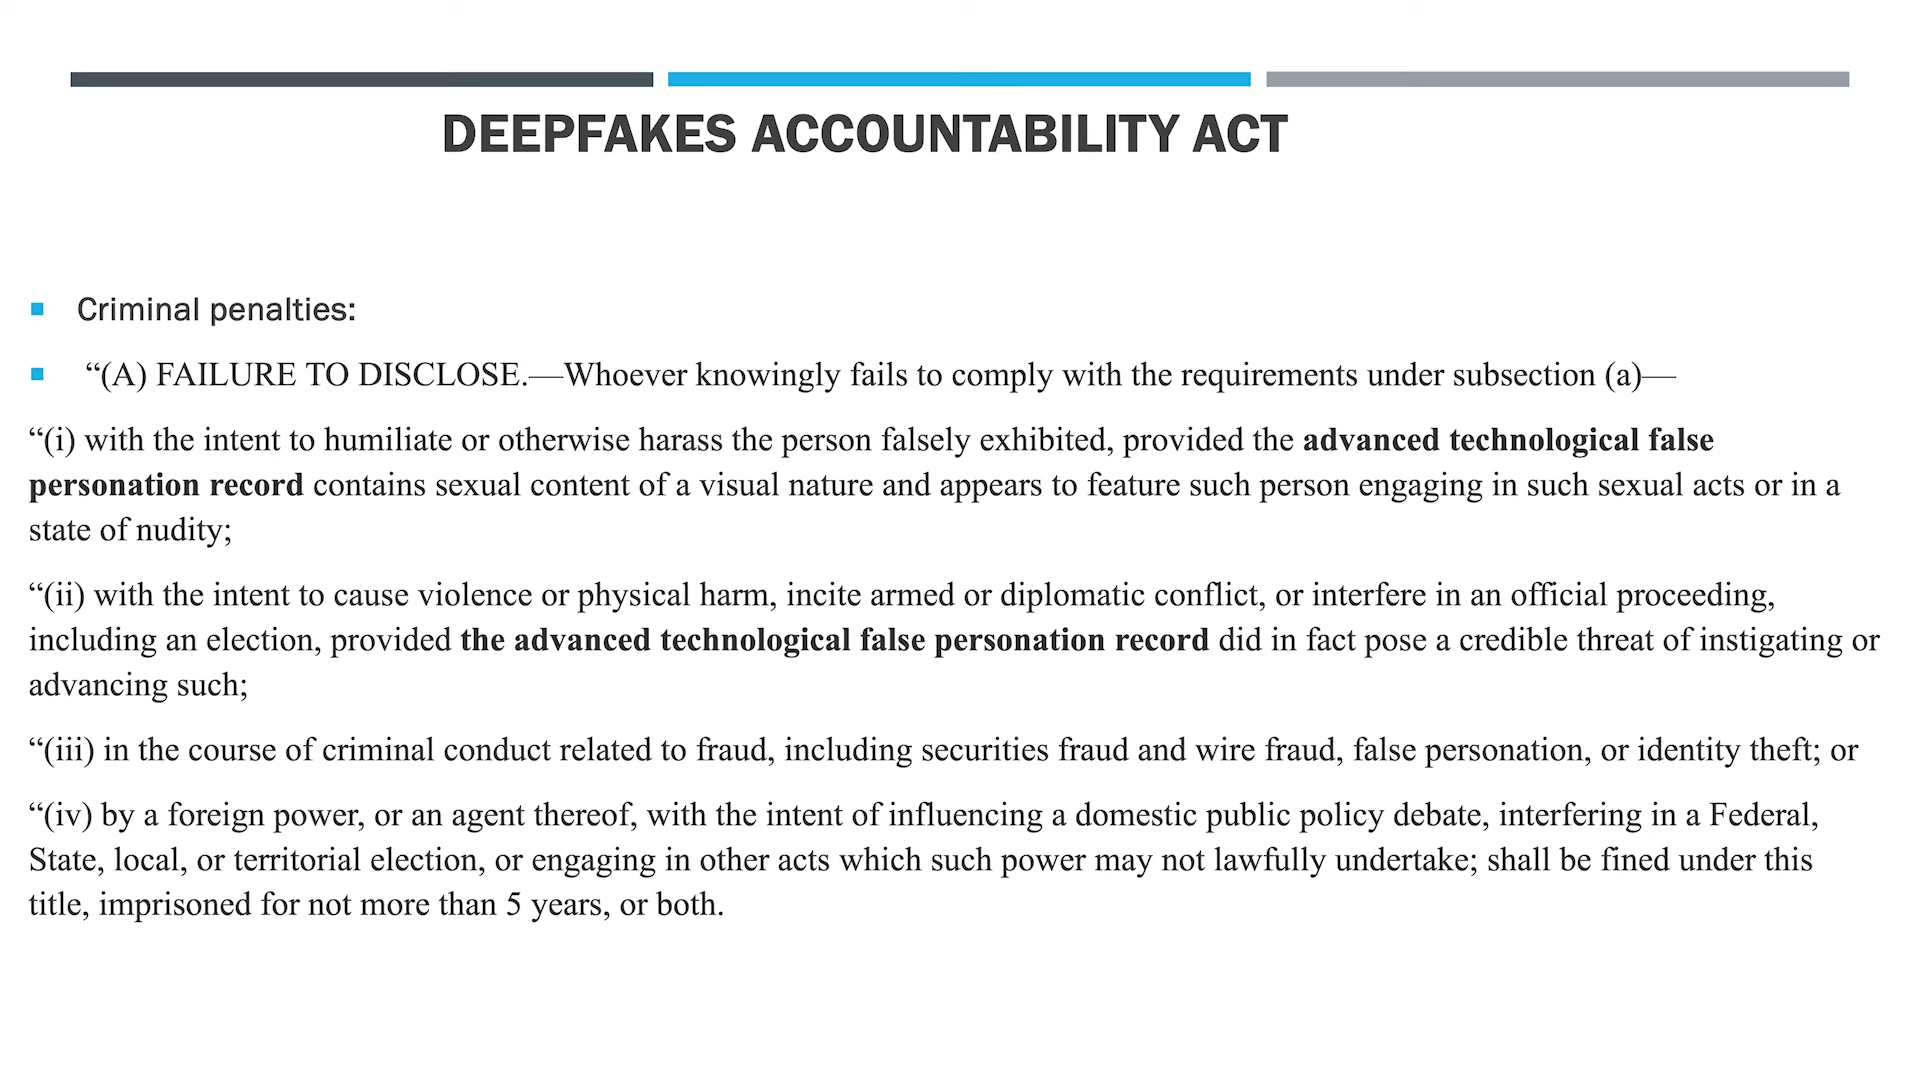 DEEPFAKES ACCOUNTABILITY ACT
Criminal penalties:
“(A) FAILURE TO DISCLOSE.—Whoever knowingly fails to comply with the requirements under subsection (a)—
“(i) with the intent to humiliate or otherwise harass the person falsely exhibited, provided the advanced technological false
personation record contains sexual content of a visual nature and appears to feature such person engaging in such sexual acts or in a
state of nudity;
“(ii) with the intent to cause violence or physical harm, incite armed or diplomatic conflict, or interfere in an official proceeding,
including an election, provided the advanced technological false personation record did in fact pose a credible threat of instigating or
advancing such;
“(iii) in the course of criminal conduct related to fraud, including securities fraud and wire fraud, false personation, or identity theft; or
“(iv) by a foreign power, or an agent thereof, with the intent of influencing a domestic public policy debate, interfering in a Federal,
State, local, or territorial election, or engaging in other acts which such power may not lawfully undertake; shall be fined under this
title, imprisoned for not more than 5 years, or both.